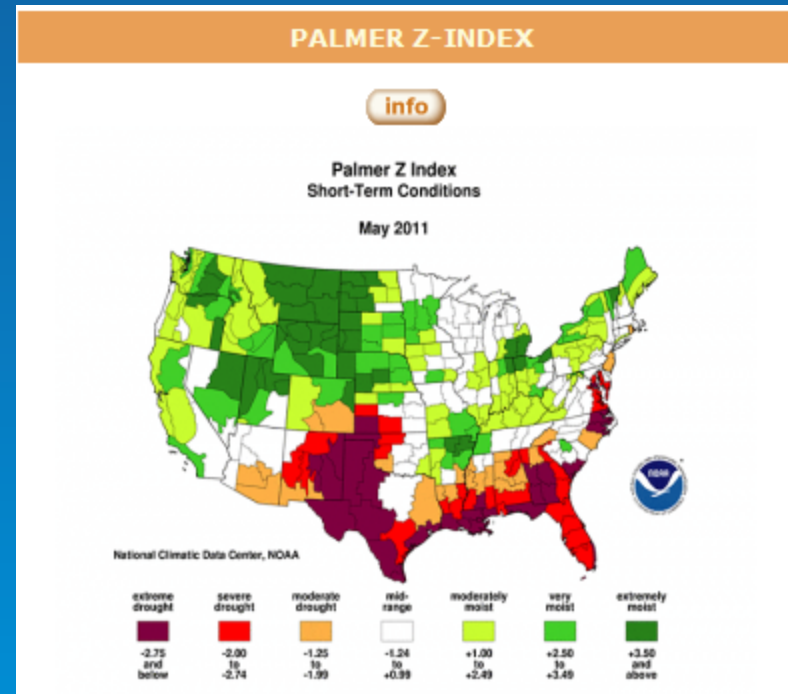 PALMER Z-INDEX
info
Palmer Z Index
Short-Term Conditions
May 2011
NOAA
National Climatic Data Center, NOAA
extreme drought
severe drought
moderate drought
mid-range
moderately moist
very moist
extremely moist
-2.75 and below
-2.00 to -2.74
-1.25 to -1.99
-1.24 to +0.99
+1.00 to +2.49
+2.50 to +3.49
+3.50 and above